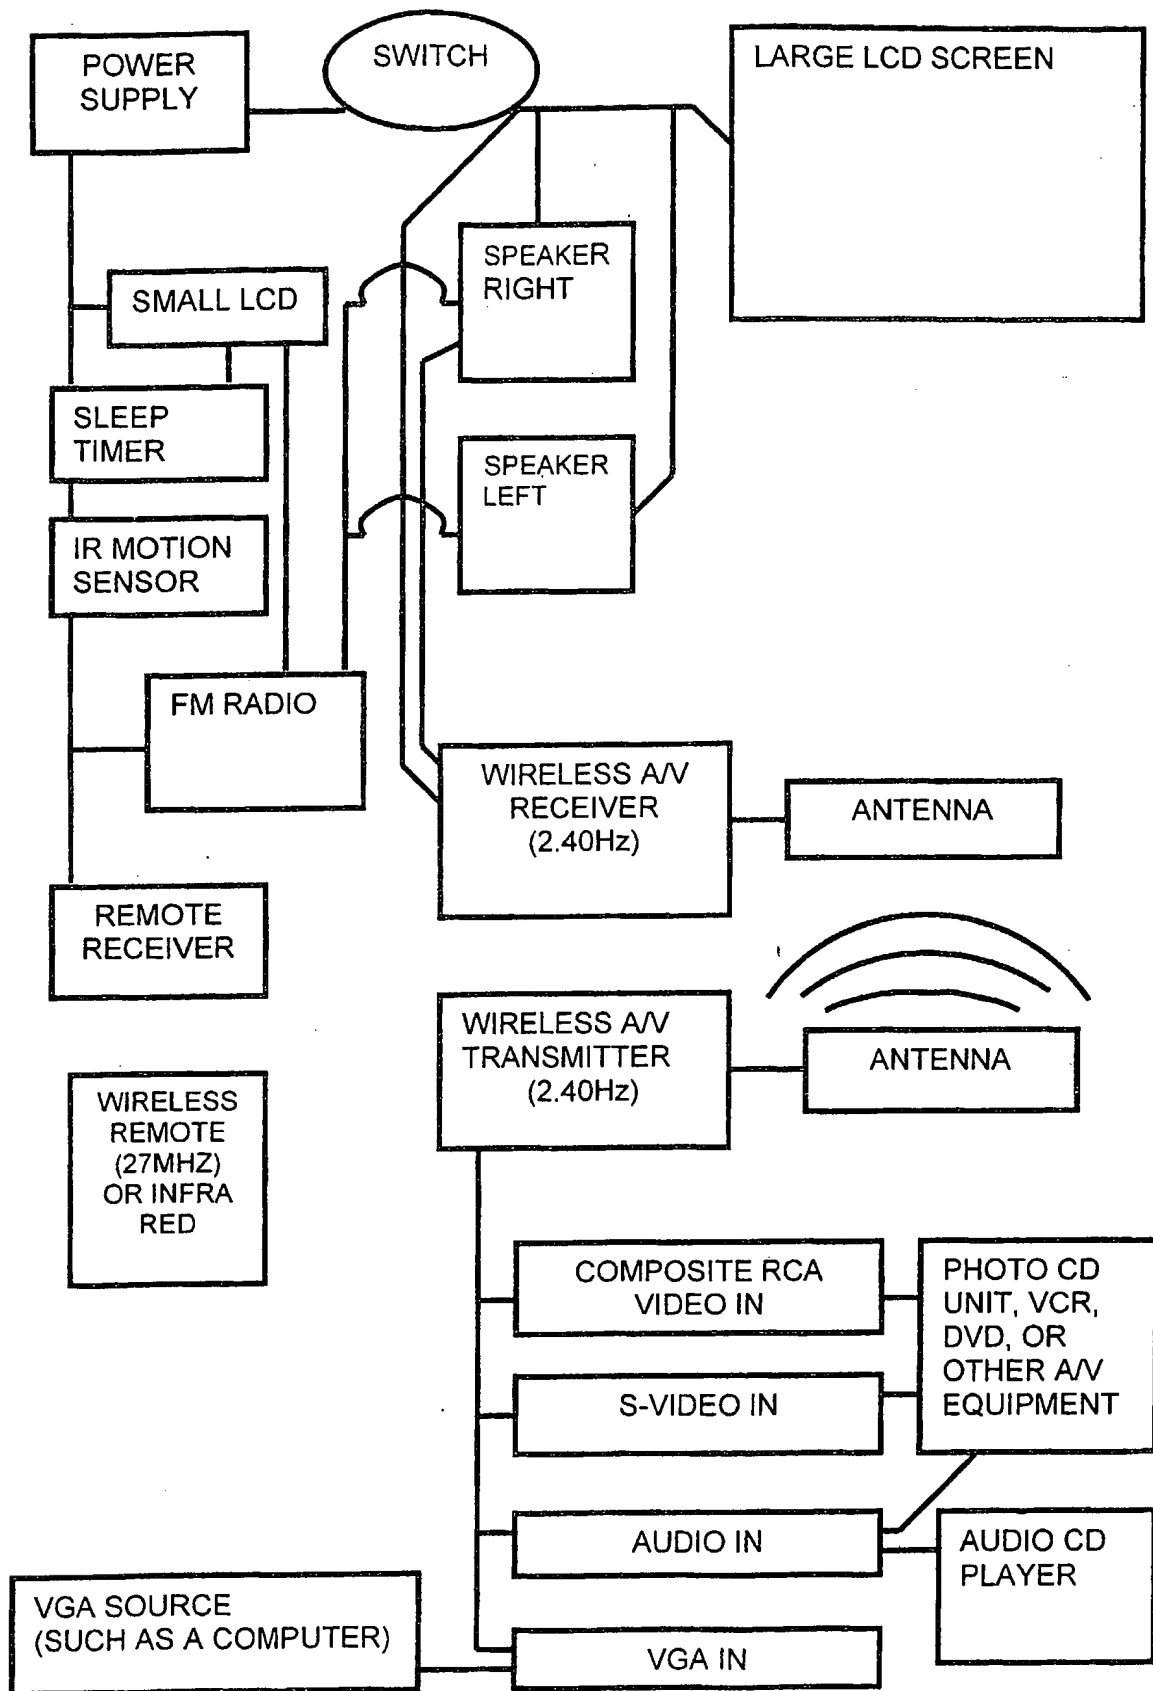 POWER
SUPPLY
SWITCH
LARGE LCD SCREEN
SPEAKER
RIGHT
SMALL LCD
SLEEP
TIMER
SPEAKER
LEFT
IR MOTION
SENSOR
FM RADIO
WIRELESS A/V
RECEIVER
(2.40Hz)
ANTENNA
REMOTE
RECEIVER
WIRELESS A/V
TRANSMITTER
(2.40Hz)
ANTENNA
WIRELESS
REMOTE
(27MHZ)
OR INFRA
RED
COMPOSITE RCA
VIDEO IN
PHOTO CD
UNIT, VCR,
DVD, OR
OTHER A/V
EQUIPMENT
S-VIDEO IN
AUDIO IN
AUDIO CD
PLAYER
VGA SOURCE
(SUCH AS A COMPUTER)
VGA IN